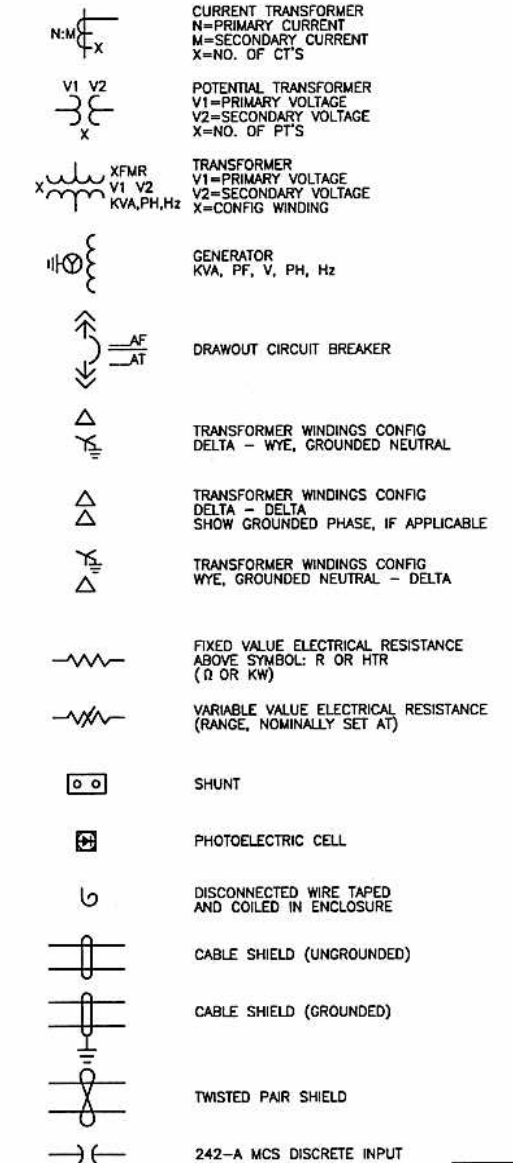 N:M
X
CURRENT TRANSFORMER
N=PRIMARY CURRENT
M=SECONDARY CURRENT
X=NO. OF CT'S
V1 V2
X
POTENTIAL TRANSFORMER
V1=PRIMARY VOLTAGE
V2=SECONDARY VOLTAGE
X=NO. OF PT'S
X
XFMR
V1 V2
KVA,PH,Hz
TRANSFORMER
V1=PRIMARY VOLTAGE
V2=SECONDARY VOLTAGE
X=CONFIG WINDING
Y
GENERATOR
KVA, PF, V, PH, Hz
AF
AT
DRAWOUT CIRCUIT BREAKER
TRANSFORMER WINDINGS CONFIG
DELTA - WYE, GROUNDED NEUTRAL
TRANSFORMER WINDINGS CONFIG
DELTA - DELTA
SHOW GROUNDED PHASE, IF APPLICABLE
TRANSFORMER WINDINGS CONFIG
WYE, GROUNDED NEUTRAL - DELTA
FIXED VALUE ELECTRICAL RESISTANCE
ABOVE SYMBOL: R OR HTR
(Ω OR KW)
VARIABLE VALUE ELECTRICAL RESISTANCE
(RANGE, NOMINALLY SET AT)
SHUNT
PHOTOELECTRIC CELL
DISCONNECTED WIRE TAPED
AND COILED IN ENCLOSURE
CABLE SHIELD (UNGROUNDED)
CABLE SHIELD (GROUNDED)
TWISTED PAIR SHIELD
242-A MCS DISCRETE INPUT